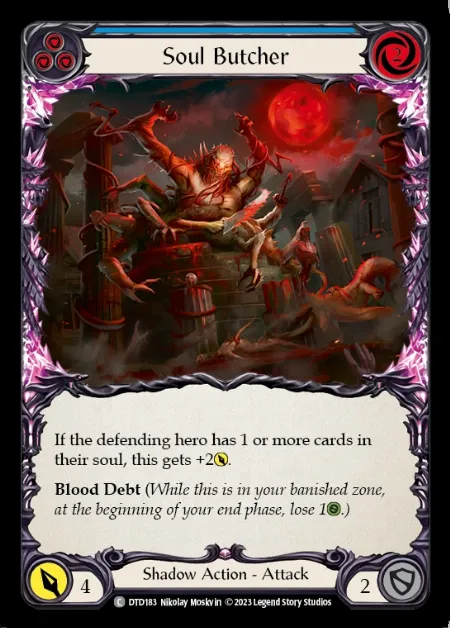 Soul Butcher
2
If the defending hero has 1 or more cards in
their soul, this gets +2.
Blood Debt (While this is in your banished zone,
at the beginning of your end phase, lose 1.)
4
Shadow Action - Attack
2
C DTD183 Nikolay Moskvin ©2023 Legend Story Studios